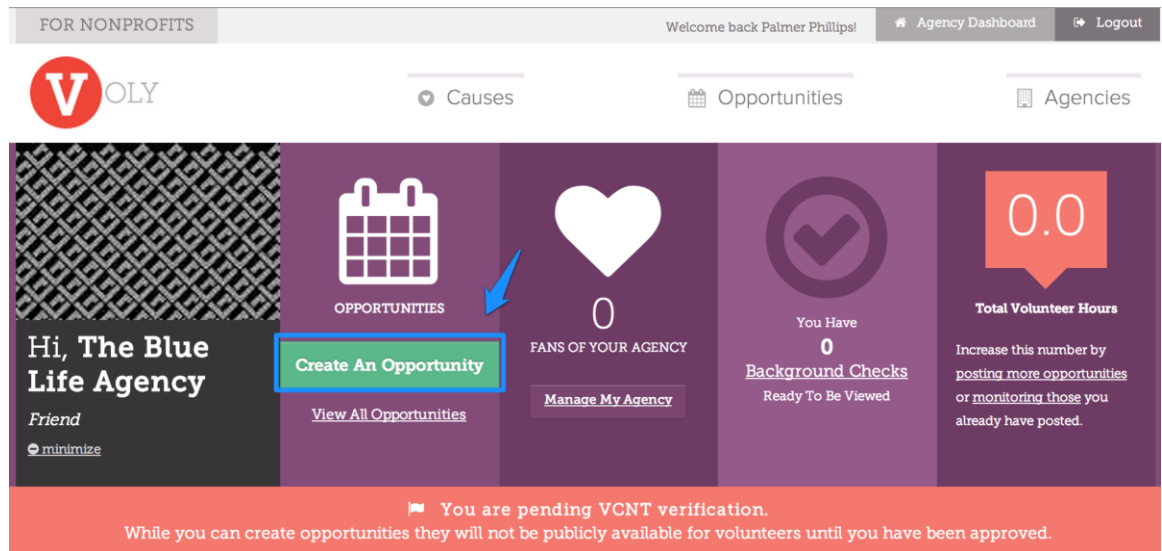 FOR NONPROFITS
Welcome back Palmer Phillips!
Agency Dashboard
Logout
VOLY
Causes
Opportunities
Agencies
Hi, The Blue
Life Agency
Friend
minimize
OPPORTUNITIES
Create An Opportunity
View All Opportunities
0
FANS OF YOUR AGENCY
Manage My Agency
You Have
0
Background Checks
Ready To Be Viewed
0.0
Total Volunteer Hours
Increase this number by
posting more opportunities
or monitoring those you
already have posted.
You are pending VCNT verification.
While you can create opportunities they will not be publicly available for volunteers until you have been approved.